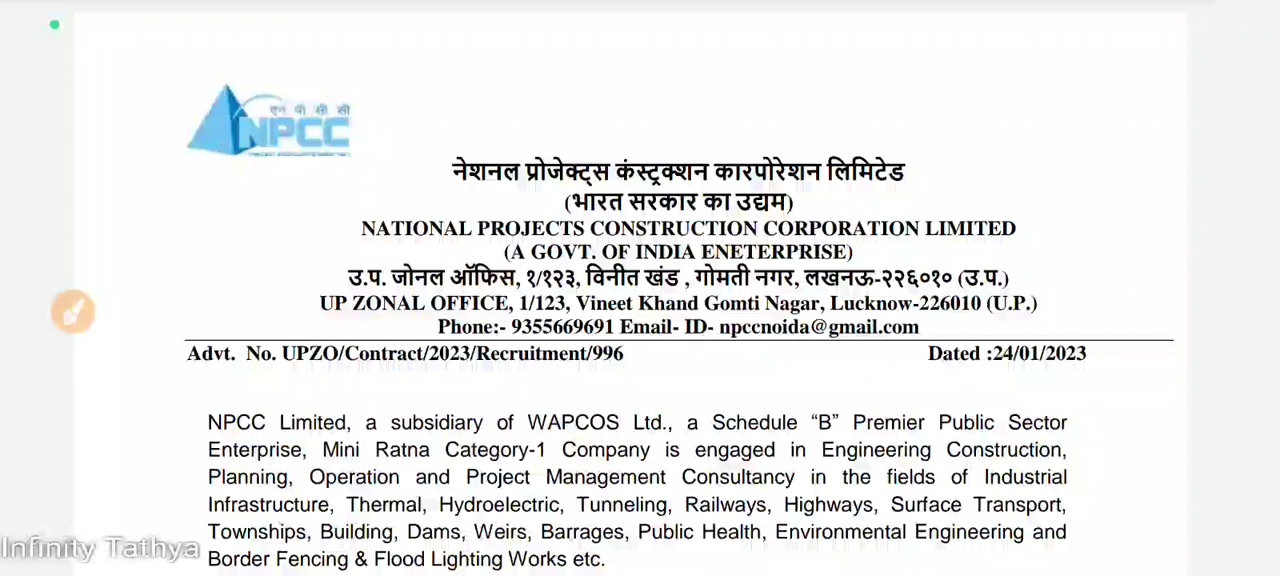 एन पी सी सी
NPCC
नेशनल प्रोजेक्ट्स कंस्ट्रक्शन कारपोरेशन लिमिटेड
(भारत सरकार का उद्यम)
NATIONAL PROJECTS CONSTRUCTION CORPORATION LIMITED
(A GOVT. OF INDIA ENETERPRISE)
उ.प. जोनल ऑफिस, १/१२३, विनीत खंड , गोमती नगर, लखनऊ-२२६०१० (उ.प.)
UP ZONAL OFFICE, 1/123, Vineet Khand Gomti Nagar, Lucknow-226010 (U.P.)
Phone:- 9355669691 Email- ID- npccnoida@gmail.com
Advt. No. UPZO/Contract/2023/Recruitment/996 Dated :24/01/2023
NPCC Limited, a subsidiary of WAPCOS Ltd., a Schedule “B” Premier Public Sector
Enterprise, Mini Ratna Category-1 Company is engaged in Engineering Construction,
Planning, Operation and Project Management Consultancy in the fields of Industrial
Infrastructure, Thermal, Hydroelectric, Tunneling, Railways, Highways, Surface Transport,
Townships, Building, Dams, Weirs, Barrages, Public Health, Environmental Engineering and
Border Fencing & Flood Lighting Works etc.
Infinity Tathya